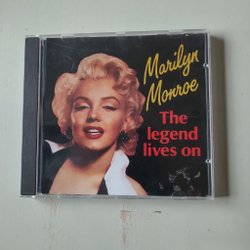 Marilyn
Monroe
The
legend
lives on